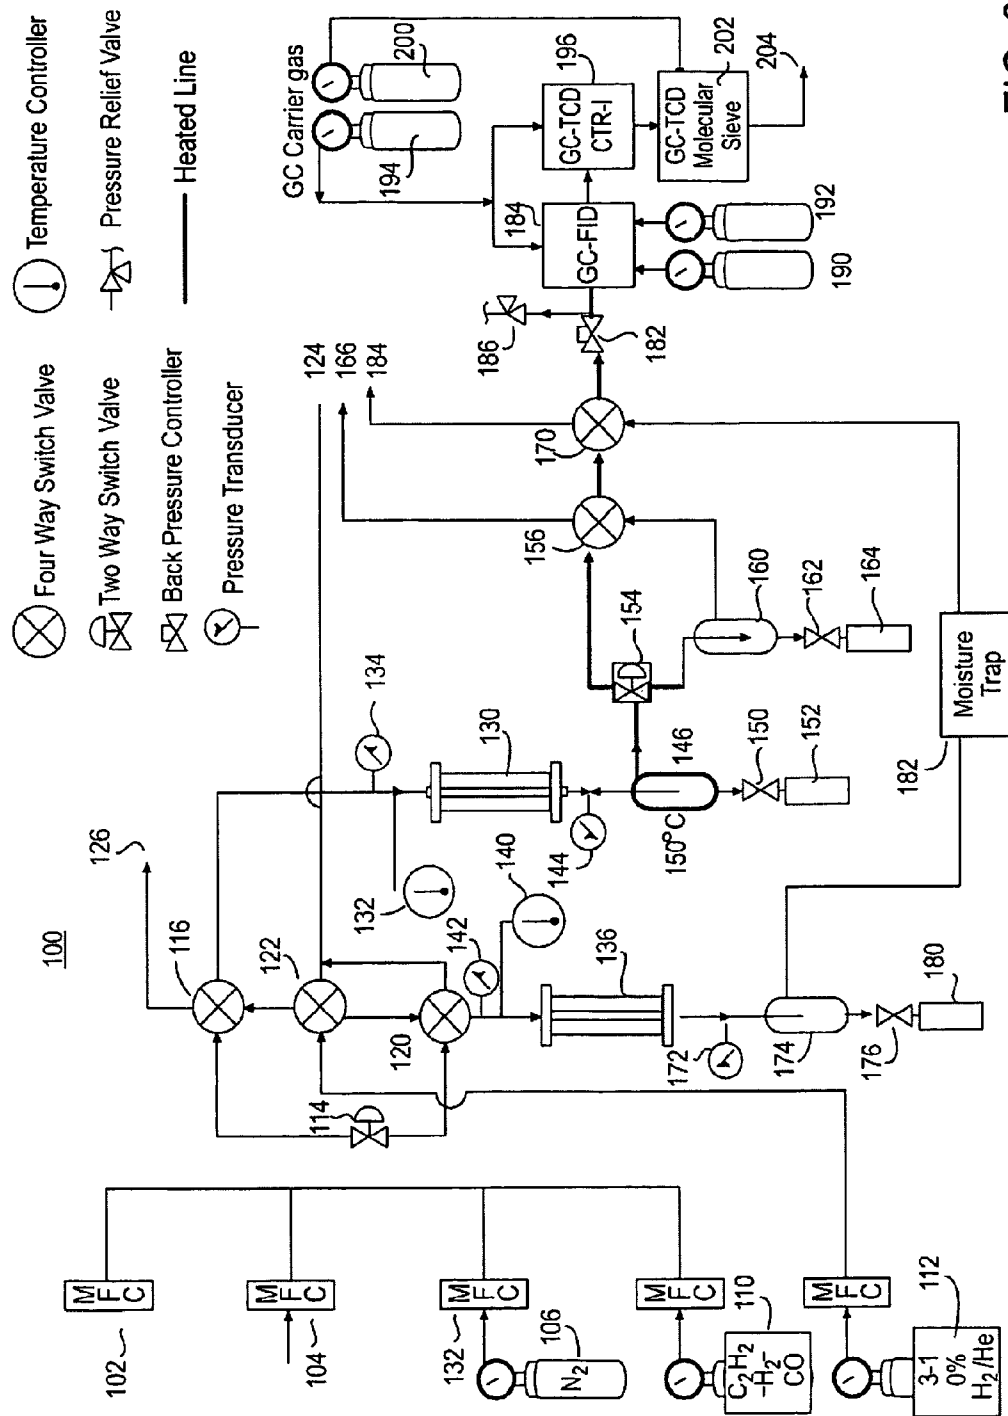 100
Four Way Switch Valve
Two Way Switch Valve
Back Pressure Controller
Pressure Transducer
Temperature Controller
Pressure Relief Valve
Heated Line
102
MFC
104
MFC
132
MFC
106
N2
MFC
110
C2H2
-H2-
CO
MFC
112
3-1
0%
H2/He
114
116
126
122
120
142
140
132
134
130
136
144
146
150°C
150
152
154
156
160
162
164
170
172
174
176
180
182
Moisture
Trap
124
166
184
186
182
184
GC-FID
190
192
GC Carrier gas
194
200
GC-TCD
CTR-I
196
GC-TCD
Molecular
Sieve
202
204